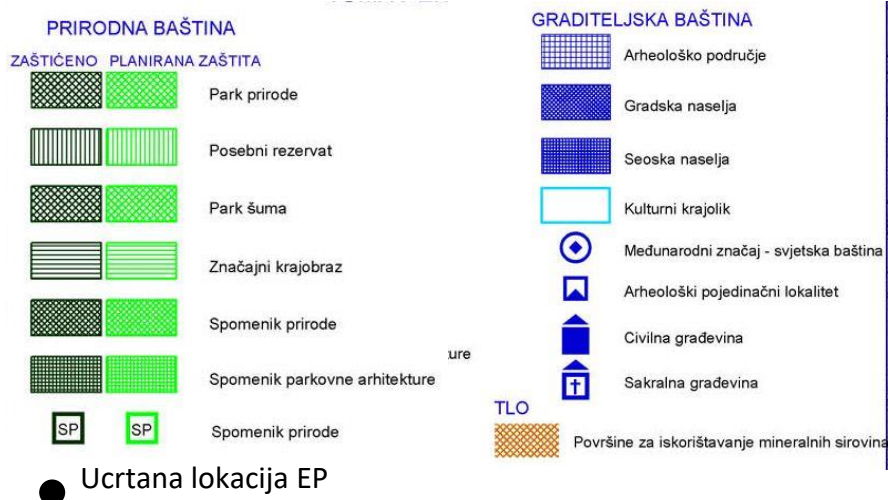 PRIRODNA BAŠTINA
ZAŠTIĆENO PLANIRANA ZAŠTITA
Park prirode
Posebni rezervat
Park šuma
Značajni krajobraz
Spomenik prirode
Spomenik parkovne arhitekture
SP SP Spomenik prirode
ure
GRADITELJSKA BAŠTINA
Arheološko područje
Gradska naselja
Seoska naselja
Kulturni krajolik
Međunarodni značaj - svjetska baština
Arheološki pojedinačni lokalitet
Civilna građevina
Sakralna građevina
TLO
Površine za iskorištavanje mineralnih sirovina
Ucrtana lokacija EP